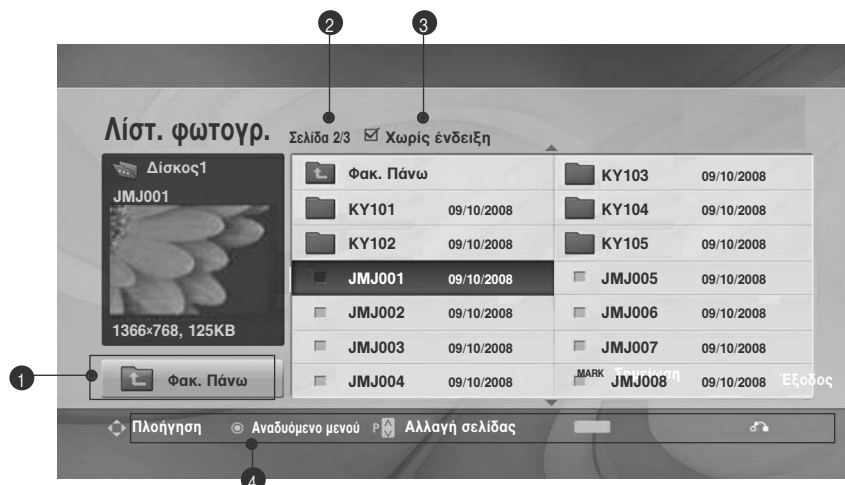 2 3
Λίστ. φωτογρ. Σελίδα 2/3 Χωρίς ένδειξη
Δίσκος1
JMJ001
1366x768, 125KB
Φακ. Πάνω
Φακ. Πάνω KY103 09/10/2008
KY101 09/10/2008 KY104 09/10/2008
KY102 09/10/2008 KY105 09/10/2008
JMJ001 09/10/2008 JMJ005 09/10/2008
JMJ002 09/10/2008 JMJ006 09/10/2008
JMJ003 09/10/2008 JMJ007 09/10/2008
JMJ004 09/10/2008 JMJ008 09/10/2008
MARK Σημείωση Έξοδος
1
Πλοήγηση Αναδυόμενο μενού P Αλλαγή σελίδας
4